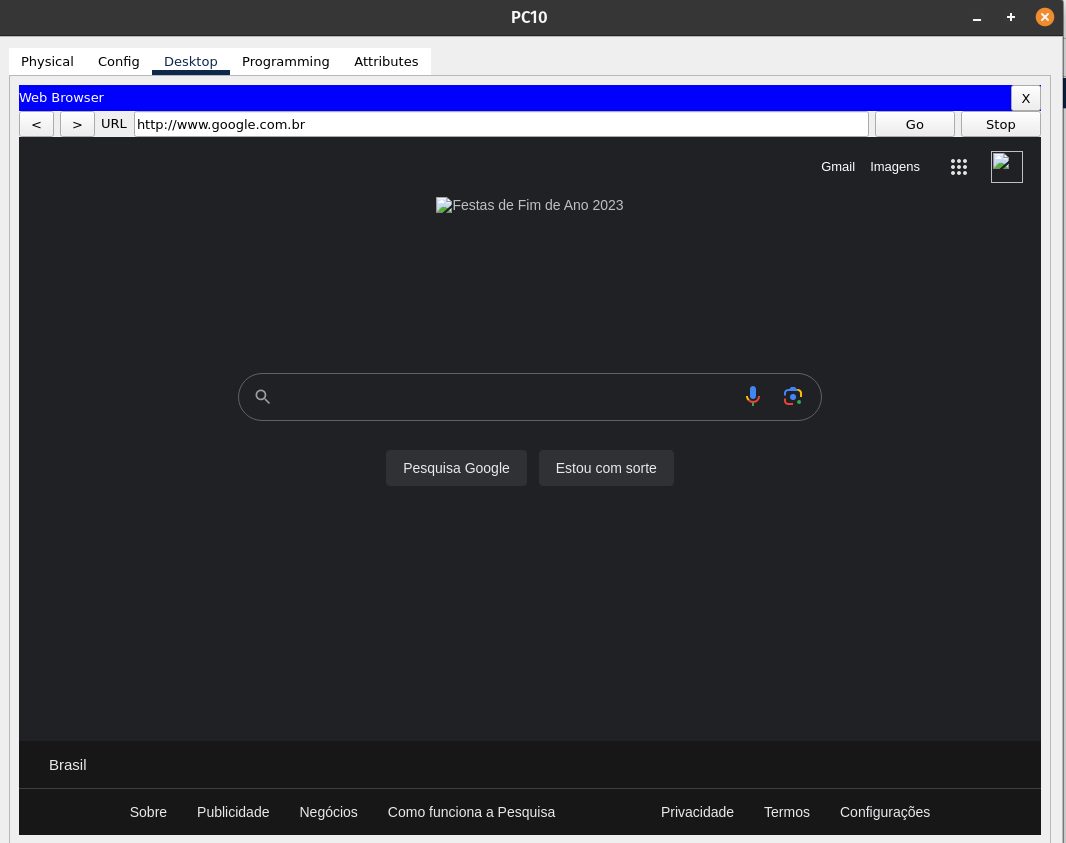 PC10
Physical Config Desktop Programming Attributes
Web Browser X
< > URL http://www.google.com.br Go Stop
Gmail Imagens
Festas de Fim de Ano 2023
Pesquisa Google Estou com sorte
Brasil
Sobre Publicidade Negócios Como funciona a Pesquisa Privacidade Termos Configurações